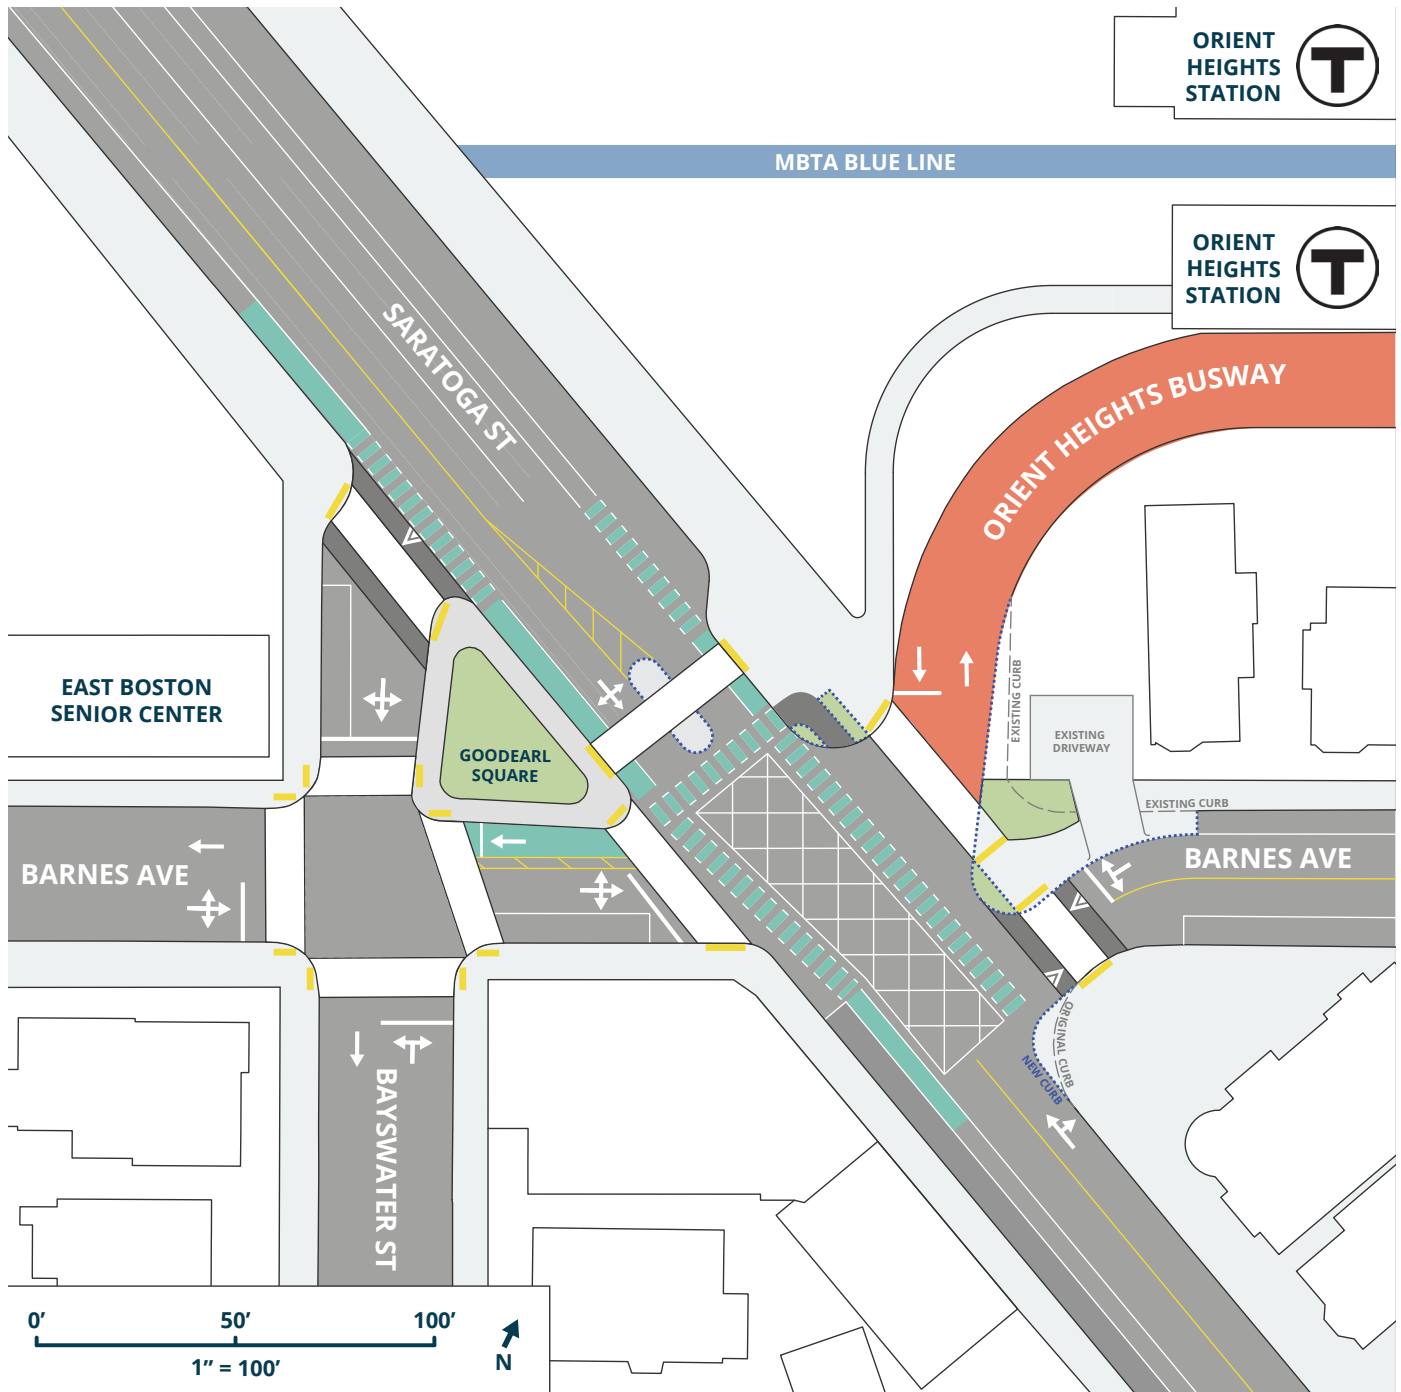 ORIENT
HEIGHTS
STATION
T
MBTA BLUE LINE
ORIENT
HEIGHTS
STATION
T
SARATOGA ST
ORIENT HEIGHTS BUSWAY
EXISTING CURB
EAST BOSTON
SENIOR CENTER
EXISTING
DRIVEWAY
GOODEARL
SQUARE
EXISTING CURB
BARNES AVE
BARNES AVE
ORIGINAL CURB
NEW CURB
BAYSWATER ST
0’ 50’ 100’
1” = 100’
N